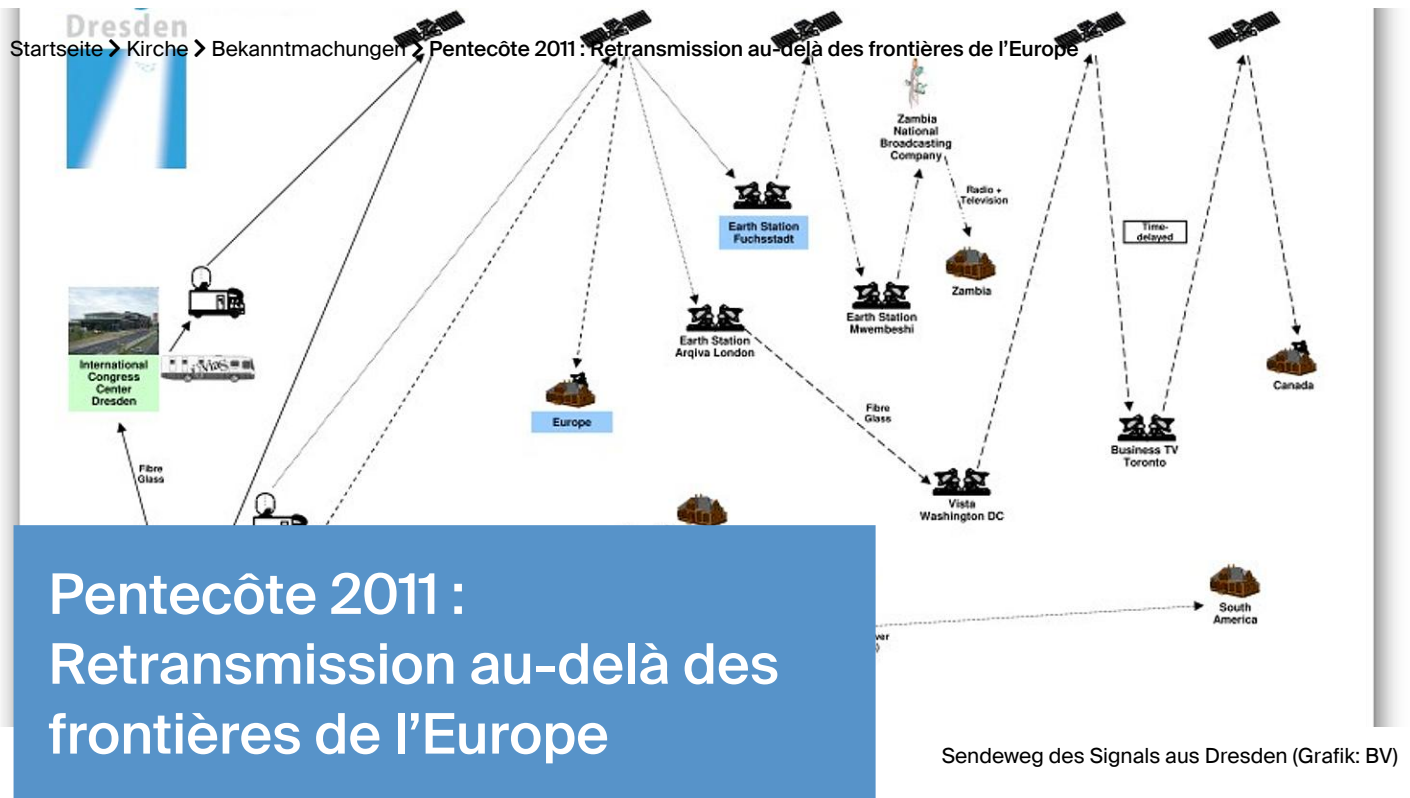 Dresden
Startseite > Kirche > Bekanntmachungen > Pentecôte 2011 : Retransmission au-delà des frontières de l’Europe
Zambia
National
Broadcasting
Company
Radio +
Television
Earth Station
Fuchsstadt
Time-
delayed
Zambia
Earth Station
Mwembeshi
Earth Station
Arqiva London
International
Congress
Center
Dresden
Canada
Europe
Fibre
Glass
Business TV
Toronto
Fibre
Glass
Vista
Washington DC
Pentecôte 2011 :
Retransmission au-delà des
frontières de l’Europe
South
America
Sendeweg des Signals aus Dresden (Grafik: BV)